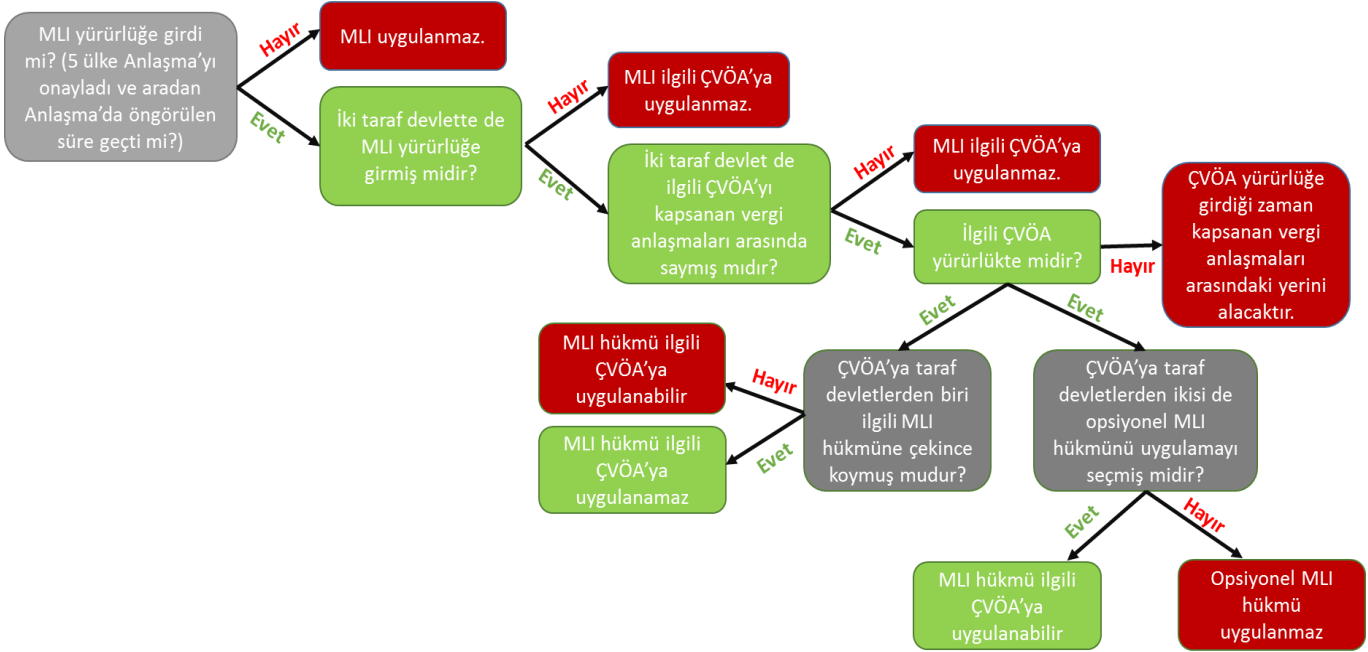 MLI yürürlüğe girdi
mi? (5 ülke Anlaşma’yı
onayladı ve aradan
Anlaşma’da öngörülen
süre geçti mi?)
Hayır
MLI uygulanmaz.
Evet
İki taraf devlette de
MLI yürürlüğe
girmiş midir?
Hayır
MLI ilgili ÇVÖA’ya
uygulanmaz.
Evet
İki taraf devlet de
ilgili ÇVÖA’yı
kapsanan vergi
anlaşmaları arasında
saymış mıdır?
Hayır
MLI ilgili ÇVÖA’ya
uygulanmaz.
Evet
İlgili ÇVÖA
yürürlükte midir?
Hayır
ÇVÖA yürürlüğe
girdiği zaman
kapsanan vergi
anlaşmaları
arasındaki yerini
alacaktır.
Evet
Evet
ÇVÖA’ya taraf
devletlerden biri
ilgili MLI
hükmüne çekince
koymuş mudur?
Hayır
MLI hükmü ilgili
ÇVÖA’ya
uygulanabilir
Evet
MLI hükmü ilgili
ÇVÖA’ya
uygulanamaz
ÇVÖA’ya taraf
devletlerden ikisi de
opsiyonel MLI
hükmünü uygulamayı
seçmiş midir?
Evet
MLI hükmü ilgili
ÇVÖA’ya
uygulanabilir
Hayır
Opsiyonel MLI
hükmü
uygulanmaz